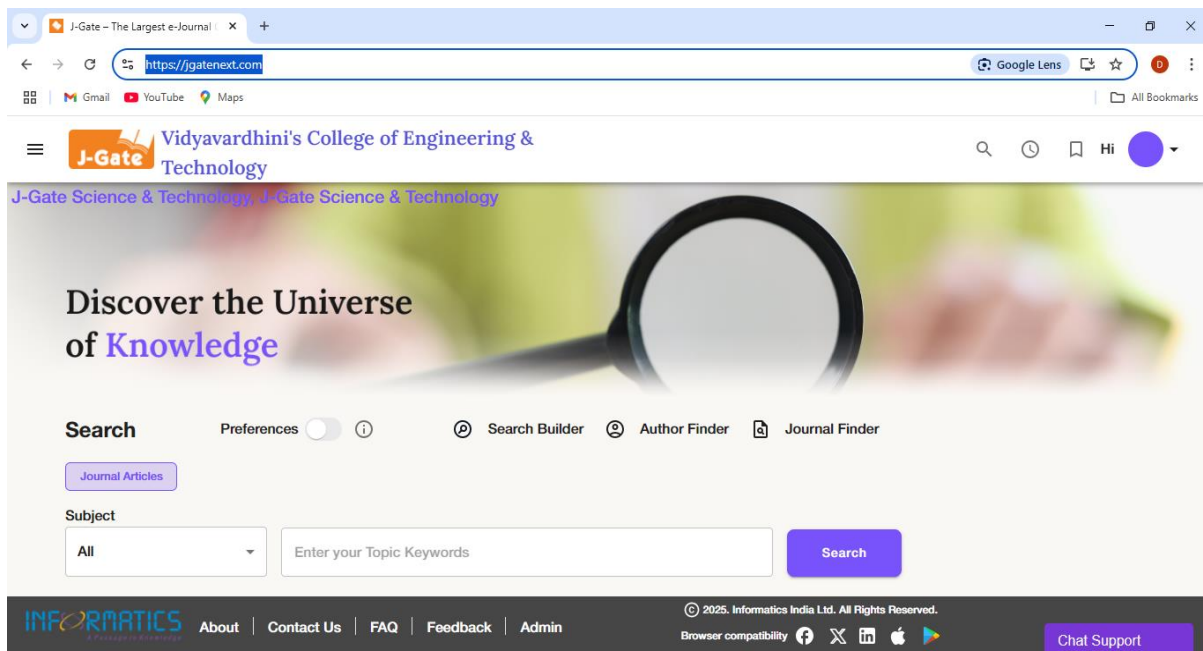 J-Gate – The Largest e-Journal
https://jgatenext.com
Google Lens
D
Gmail
YouTube
Maps
All Bookmarks
J-Gate
Vidyavardhini's College of Engineering &
Technology
Hi
J-Gate Science & Technology, J-Gate Science & Technology
Discover the Universe
of Knowledge
Search
Preferences
Search Builder
Author Finder
Journal Finder
Journal Articles
Subject
All
Enter your Topic Keywords
Search
INFORMATICS
About | Contact Us | FAQ | Feedback | Admin
© 2025. Informatics India Ltd. All Rights Reserved.
Browser compatibility
Chat Support